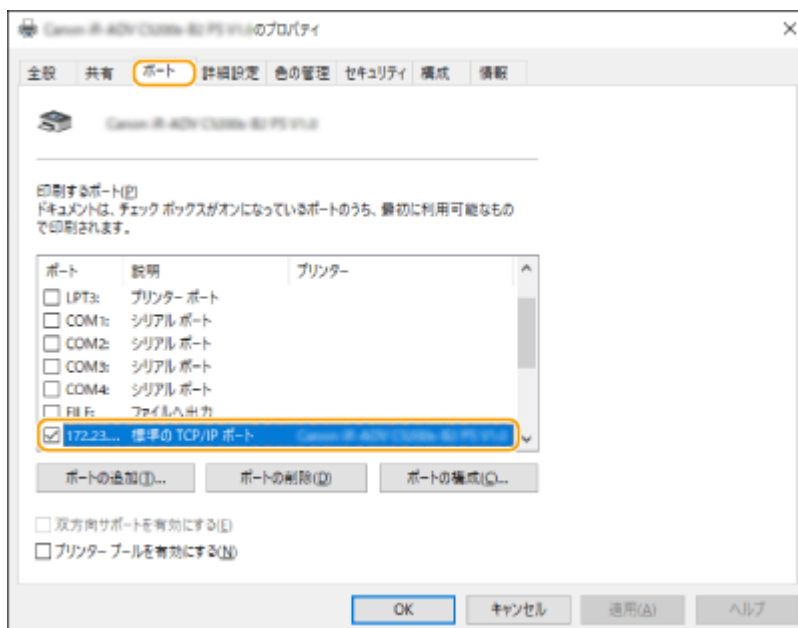 のプロパティ
全般 共有 ポート 詳細設定 色の管理 セキュリティ 構成 情報
印刷するポート(P)
ドキュメントは、チェック ボックスがオンになっているポートのうち、最初に利用可能なもの
で印刷されます。
ポート 説明 プリンター
LPT3: プリンター ポート
COM1: シリアル ポート
COM2: シリアル ポート
COM3: シリアル ポート
COM4: シリアル ポート
FILE: ファイルへ出力
172.23... 標準の TCP/IP ポート
ポートの追加(T)... ポートの削除(D) ポートの構成(C)...
双方向サポートを有効にする(E)
プリンター プールを有効にする(N)
OK キャンセル 適用(A) ヘルプ